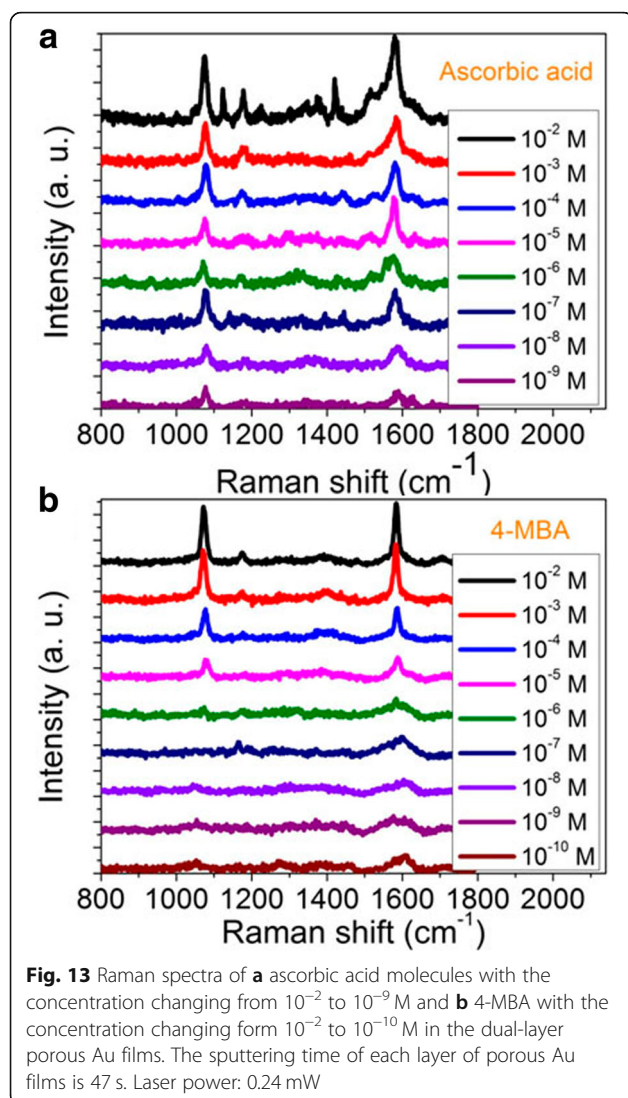 a
Ascorbic acid
10⁻² M
10⁻³ M
10⁻⁴ M
10⁻⁵ M
10⁻⁶ M
10⁻⁷ M
10⁻⁸ M
10⁻⁹ M
Intensity (a. u.)
800 1000 1200 1400 1600 1800 2000
Raman shift (cm⁻¹)
b
4-MBA
10⁻² M
10⁻³ M
10⁻⁴ M
10⁻⁵ M
10⁻⁶ M
10⁻⁷ M
10⁻⁸ M
10⁻⁹ M
10⁻¹⁰ M
Intensity (a. u.)
800 1000 1200 1400 1600 1800 2000
Raman shift (cm⁻¹)
Fig. 13 Raman spectra of a ascorbic acid molecules with the
concentration changing from 10⁻² to 10⁻⁹ M and b 4-MBA with the
concentration changing form 10⁻² to 10⁻¹⁰ M in the dual-layer
porous Au films. The sputtering time of each layer of porous Au
films is 47 s. Laser power: 0.24 mW